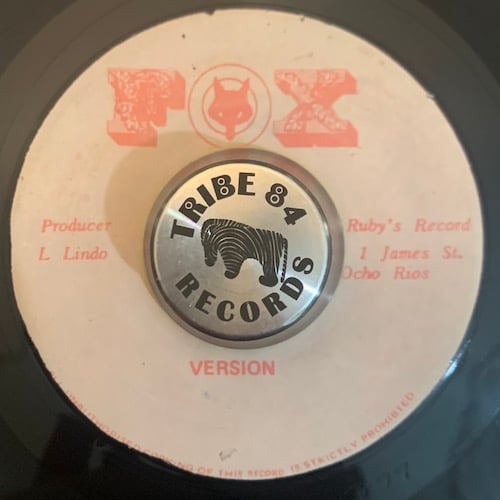 FOX
TRIBE 84
RECORDS
Producer
L Lindo
Ruby's Record
1 James St.
Ocho Rios
VERSION
OF THIS RECORD IS STRICTLY PROHIBITED